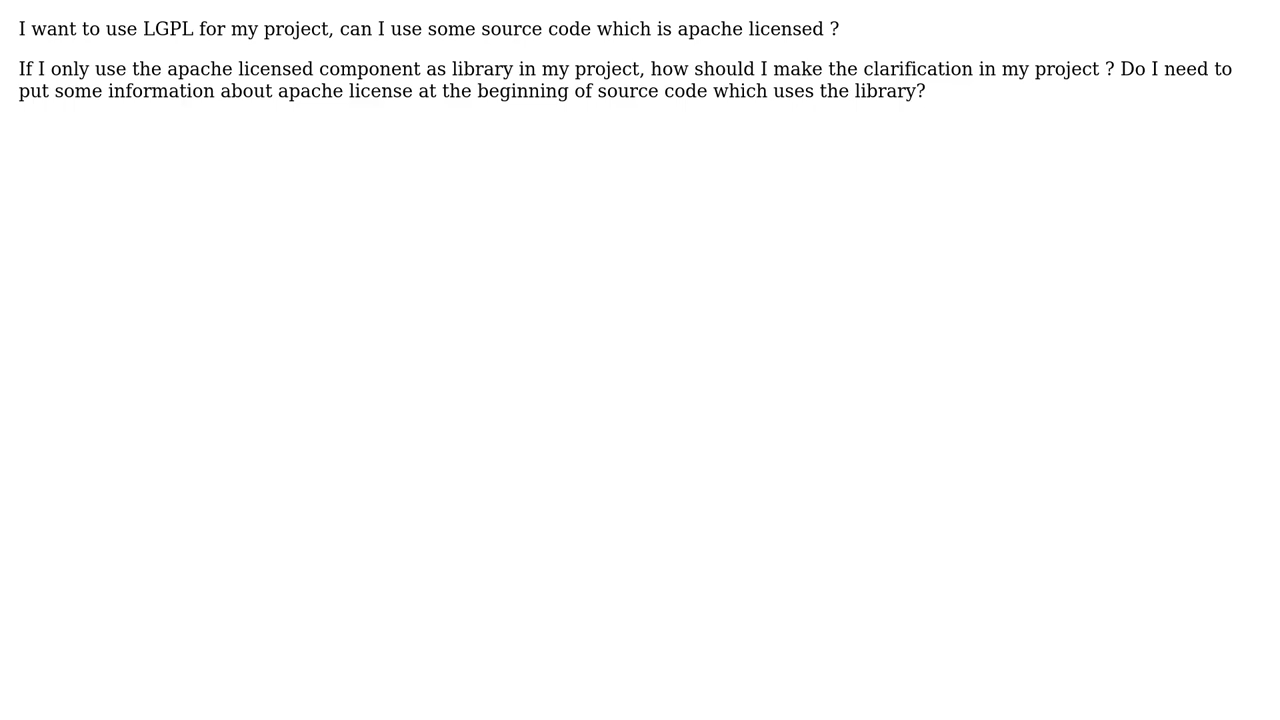 I want to use LGPL for my project, can I use some source code which is apache licensed ?
If I only use the apache licensed component as library in my project, how should I make the clarification in my project ? Do I need to
put some information about apache license at the beginning of source code which uses the library?